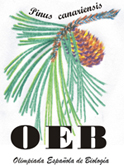 Pinus canariensis
OEB
Olimpiada Española de Biología